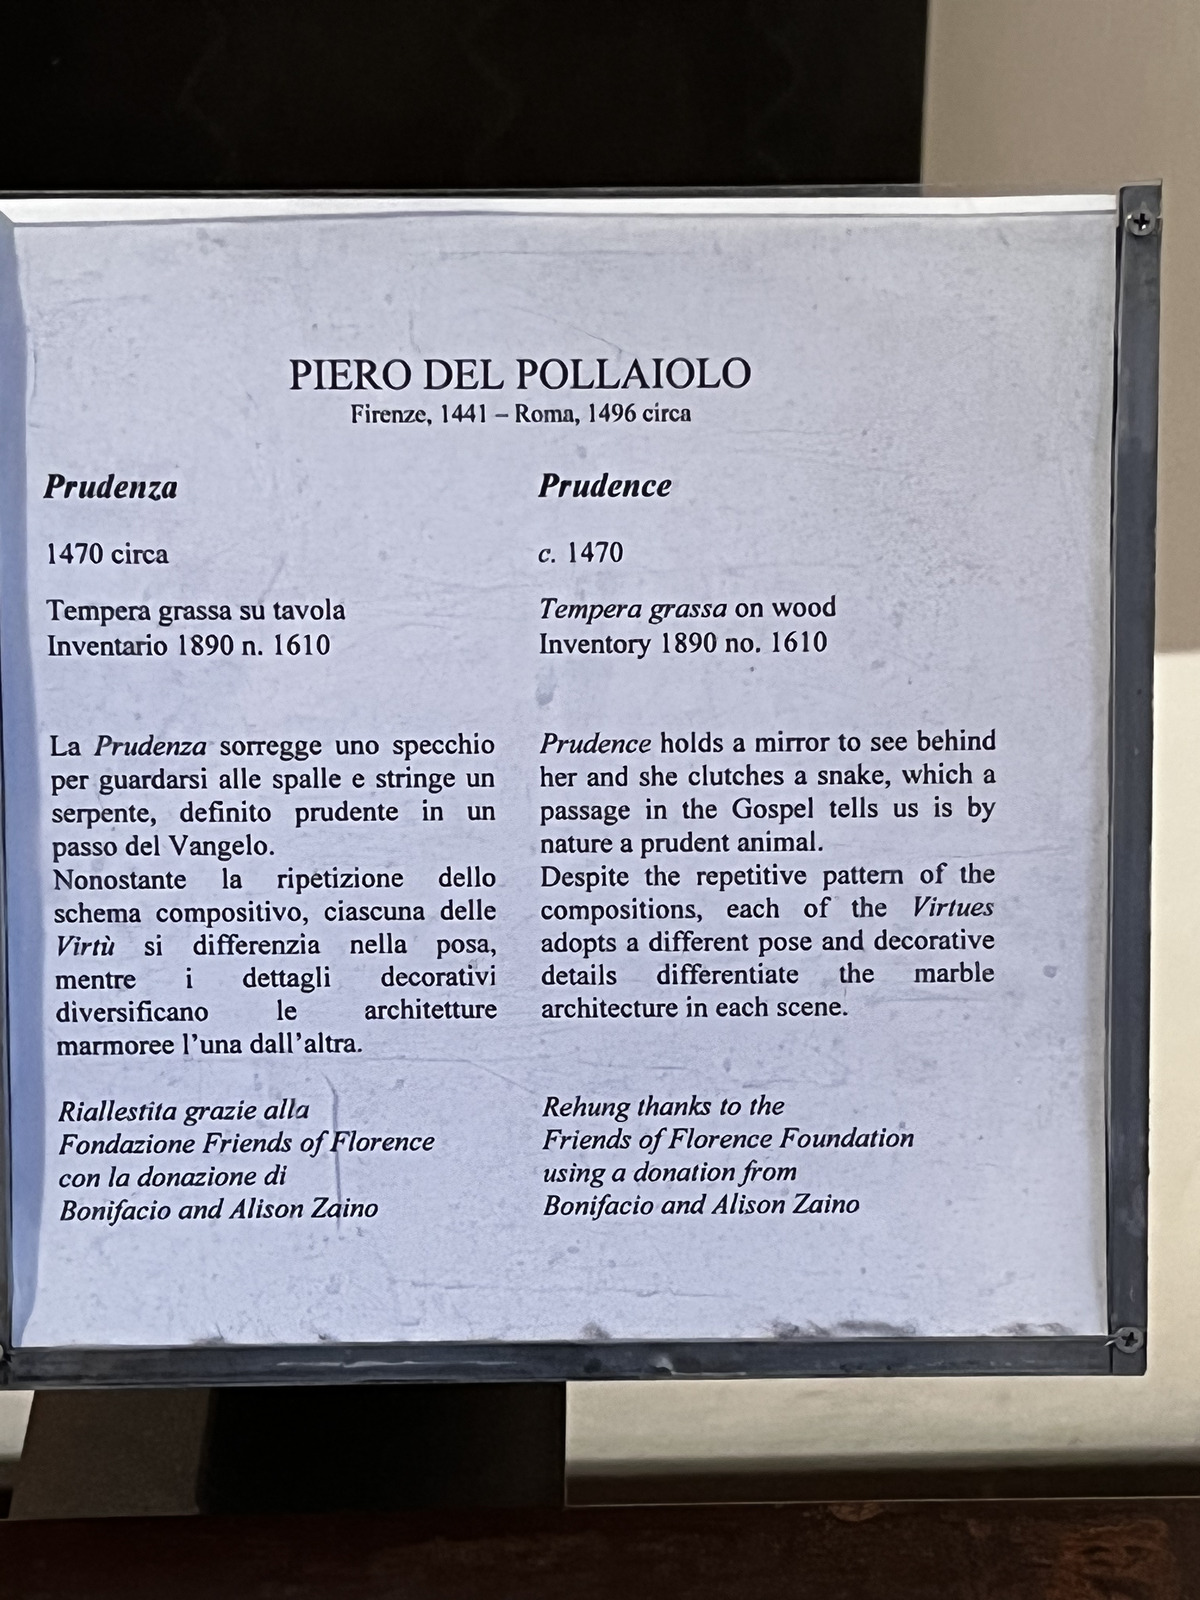 PIERO DEL POLLAIOLO
Firenze, 1441 – Roma, 1496 circa
Prudenza
1470 circa
Tempera grassa su tavola
Inventario 1890 n. 1610
La Prudenza sorregge uno specchio
per guardarsi alle spalle e stringe un
serpente, definito prudente in un
passo del Vangelo.
Nonostante la ripetizione dello
schema compositivo, ciascuna delle
Virtù si differenzia nella posa,
mentre i dettagli decorativi
diversificano le architetture
marmoree l’una dall’altra.
Riallestita grazie alla
Fondazione Friends of Florence
con la donazione di
Bonifacio and Alison Zaino
Prudence
c. 1470
Tempera grassa on wood
Inventory 1890 no. 1610
Prudence holds a mirror to see behind
her and she clutches a snake, which a
passage in the Gospel tells us is by
nature a prudent animal.
Despite the repetitive pattern of the
compositions, each of the Virtues
adopts a different pose and decorative
details differentiate the marble
architecture in each scene.
Rehung thanks to the
Friends of Florence Foundation
using a donation from
Bonifacio and Alison Zaino